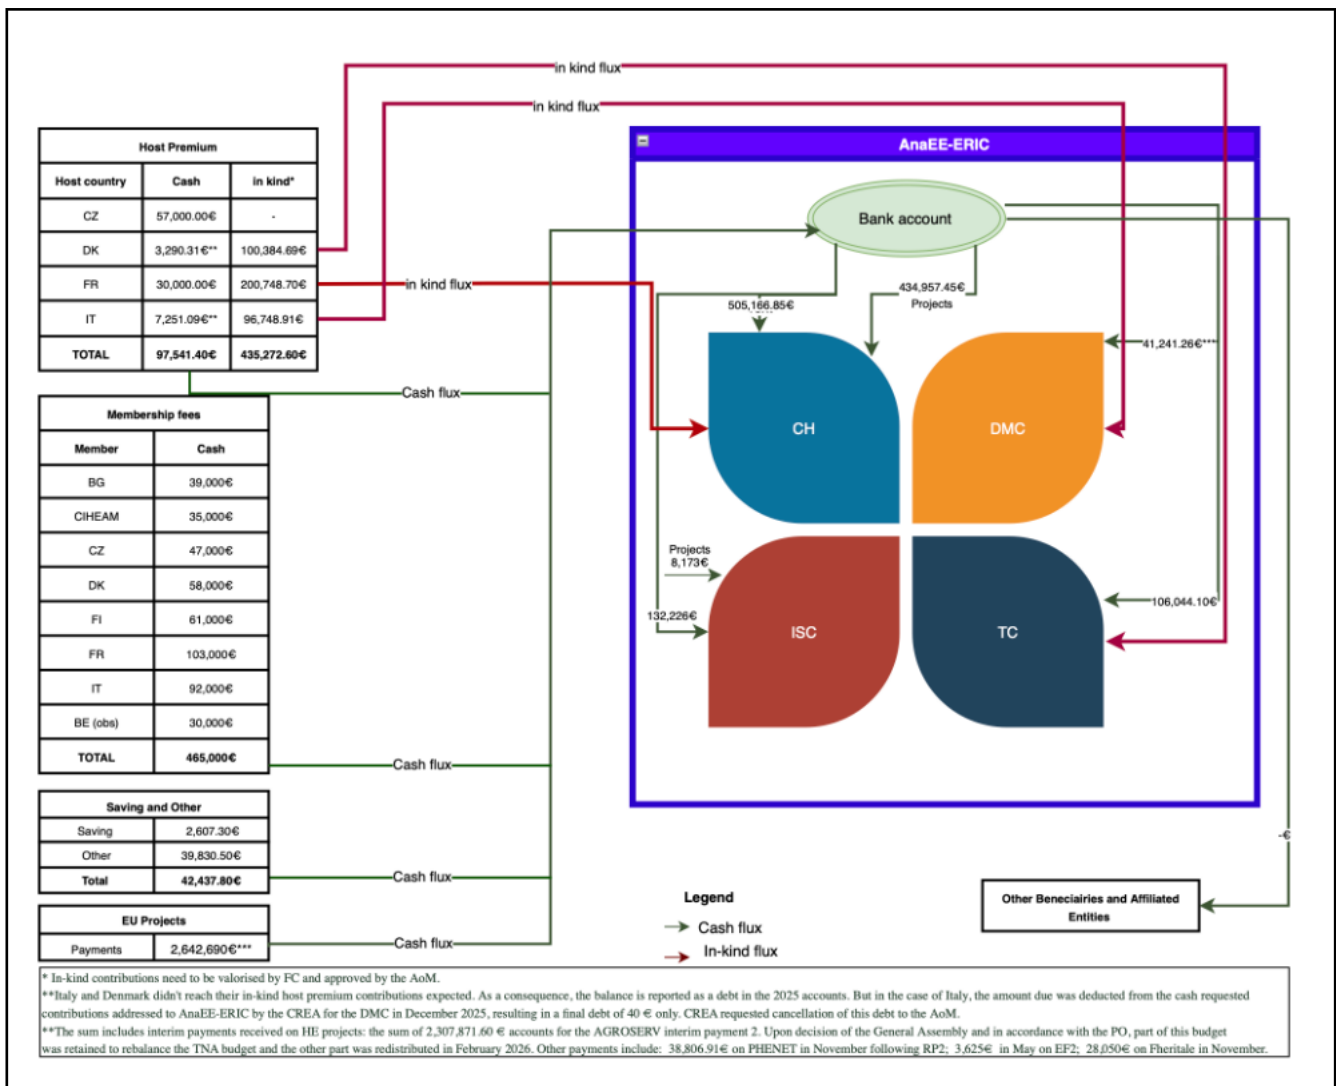 in kind flux
in kind flux
AnaEE-ERIC
Host Premium
Host country Cash in kind*
CZ 57,000.00€ -
DK 3,290.31€** 100,384.69€
FR 30,000.00€ 200,748.70€
IT 7,251.09€** 96,748.91€
TOTAL 97,541.40€ 435,272.60€
in kind flux
Cash flux
Bank account
505,166.85€
434,957.45€
Projects
41,241.26€***
CH
DMC
Projects
8,173€
132,226€
106,044.10€
ISC
TC
Membership fees
Member Cash
BG 39,000€
CIHEAM 35,000€
CZ 47,000€
DK 58,000€
FI 61,000€
FR 103,000€
IT 92,000€
BE (obs) 30,000€
TOTAL 465,000€
Cash flux
Saving and Other
Saving 2,607.30€
Other 39,830.50€
Total 42,437.80€
Cash flux
EU Projects
Payments 2,642,690€***
Cash flux
-€
Legend
Cash flux
In-kind flux
Other Beneciairies and Affiliated
Entities
* In-kind contributions need to be valorised by FC and approved by the AoM.
**Italy and Denmark didn't reach their in-kind host premium contributions expected. As a consequence, the balance is reported as a debt in the 2025 accounts. But in the case of Italy, the amount due was deducted from the cash requested
contributions addressed to AnaEE-ERIC by the CREA for the DMC in December 2025, resulting in a final debt of 40 € only. CREA requested cancellation of this debt to the AoM.
**The sum includes interim payments received on HE projects: the sum of 2,307,871.60 € accounts for the AGROSERV interim payment 2. Upon decision of the General Assembly and in accordance with the PO, part of this budget
was retained to rebalance the TNA budget and the other part was redistributed in February 2026. Other payments include: 38,806.91€ on PHENET in November following RP2; 3,625€ in May on EF2; 28,050€ on Fheritale in November.